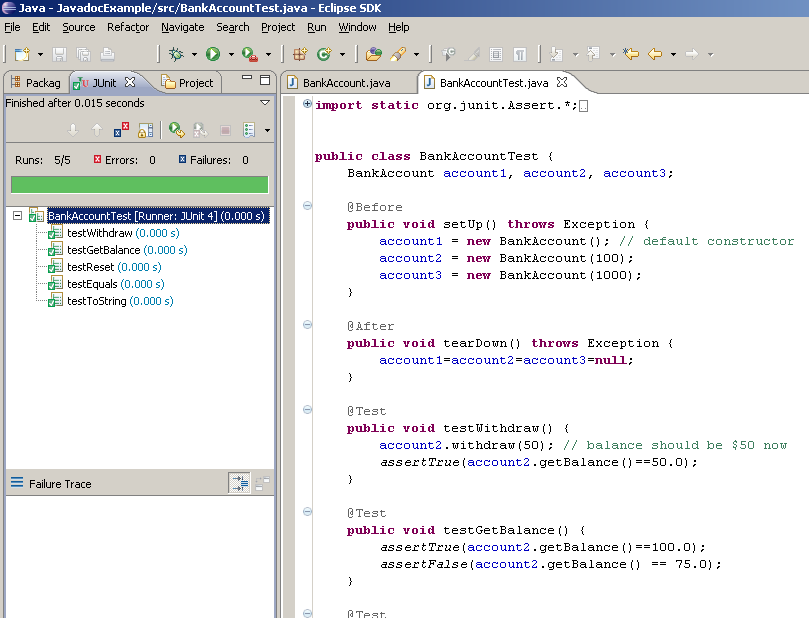 Java - JavadocExample/src/BankAccountTest.java - Eclipse SDK
File Edit Source Refactor Navigate Search Project Run Window Help
Packag JUnit Project
Finished after 0.015 seconds
Runs: 5/5 Errors: 0 Failures: 0
BankAccountTest [Runner: JUnit 4] (0.000 s)
testWithdraw (0.000 s)
testGetBalance (0.000 s)
testReset (0.000 s)
testEquals (0.000 s)
testToString (0.000 s)
Failure Trace
BankAccount.java BankAccountTest.java
import static org.junit.Assert.*;
public class BankAccountTest {
BankAccount account1, account2, account3;
@Before
public void setUp() throws Exception {
account1 = new BankAccount(); // default constructor
account2 = new BankAccount(100);
account3 = new BankAccount(1000);
}
@After
public void tearDown() throws Exception {
account1=account2=account3=null;
}
@Test
public void testWithdraw() {
account2.withdraw(50); // balance should be $50 now
assertTrue(account2.getBalance()==50.0);
}
@Test
public void testGetBalance() {
assertTrue(account2.getBalance()==100.0);
assertFalse(account2.getBalance() == 75.0);
}
@Test